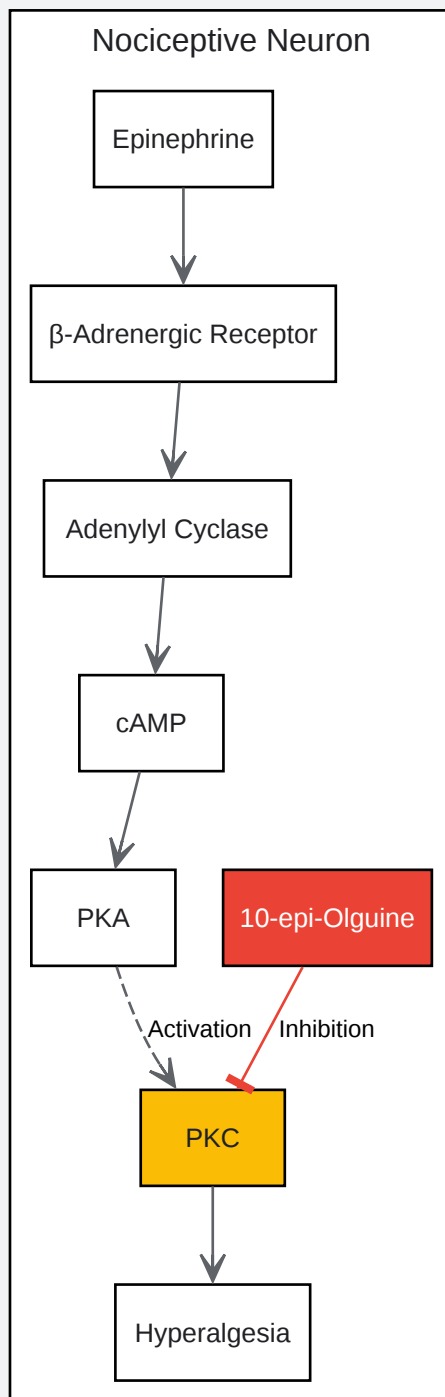 Nociceptive Neuron
Epinephrine
β-Adrenergic Receptor
Adenylyl Cyclase
cAMP
PKA
10-epi-Olguine
Activation
Inhibition
PKC
Hyperalgesia